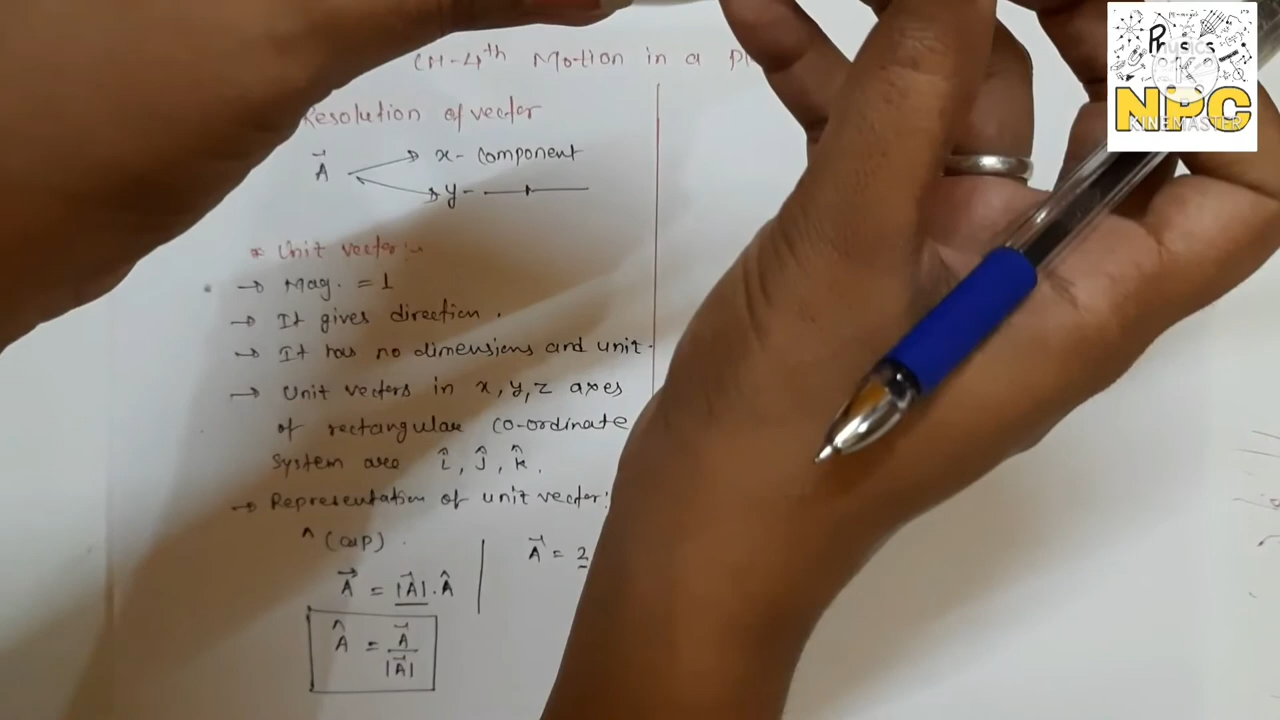 CH-4th Motion in a
Resolution of vector
A x- component
y-
* Unit vector:-
→ Mag. = 1
→ It gives direction.
→ It has no dimensions and unit.
→ Unit vectors in x, y, z axes
of rectangular co-ordinate
System are î, ĵ, k̂.
→ Representation of unit vector:
^ (cap).
A⃗ = |A⃗|.Â
A⃗ = 2
Â = A⃗/|A⃗|
Physics
NPC
KINEMASTER